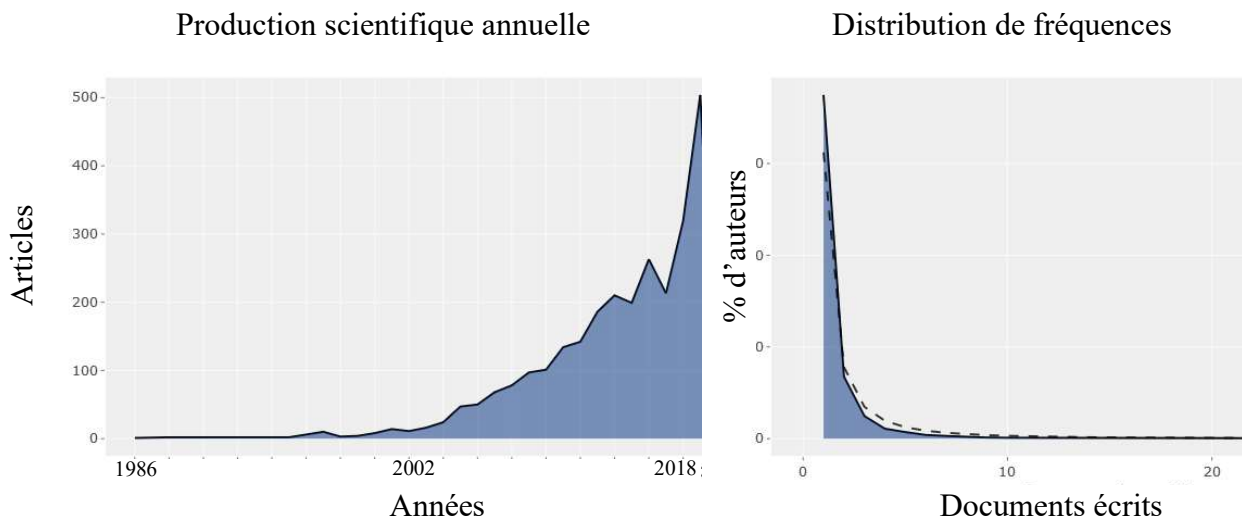 Production scientifique annuelle
Distribution de fréquences
Articles
500
400
300
200
100
0
1986
2002
2018
Années
% d’auteurs
0
0
0
0
0
10
20
Documents écrits